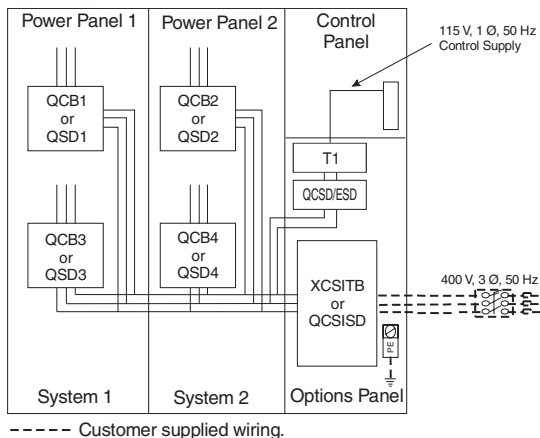 Power Panel 1
Power Panel 2
Control
Panel
115 V, 1 Ø, 50 Hz
Control Supply
QCB1
or
QSD1
QCB2
or
QSD2
T1
QCSD/ESD
QCB3
or
QSD3
QCB4
or
QSD4
XCSITB
or
QCSISD
400 V, 3 Ø, 50 Hz
PE
System 1
System 2
Options Panel
Customer supplied wiring.